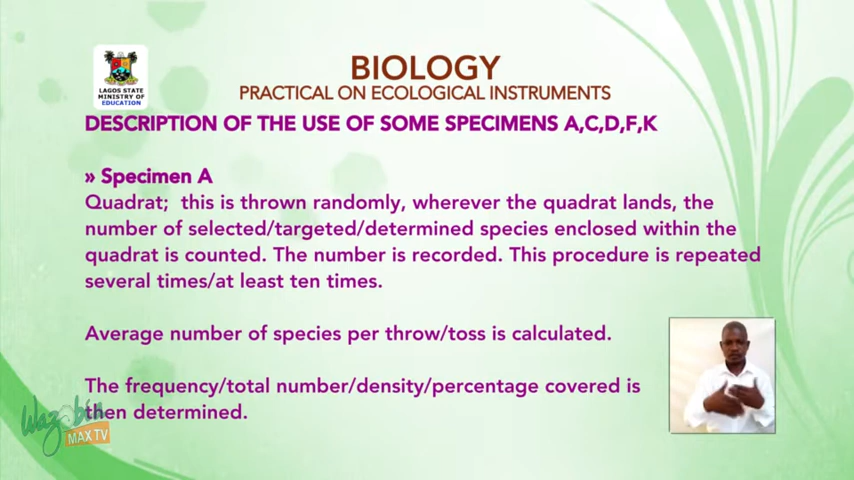 LAGOS STATE
MINISTRY OF
EDUCATION
BIOLOGY
PRACTICAL ON ECOLOGICAL INSTRUMENTS
DESCRIPTION OF THE USE OF SOME SPECIMENS A,C,D,F,K
» Specimen A
Quadrat; this is thrown randomly, wherever the quadrat lands, the
number of selected/targeted/determined species enclosed within the
quadrat is counted. The number is recorded. This procedure is repeated
several times/at least ten times.
Average number of species per throw/toss is calculated.
The frequency/total number/density/percentage covered is
then determined.
Wazobia
MAX TV